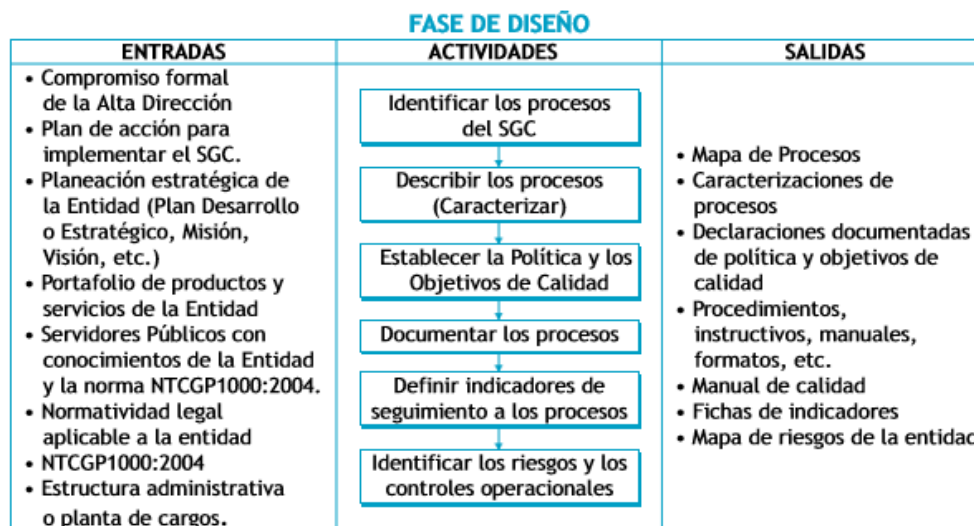 FASE DE DISEÑO
ENTRADAS
• Compromiso formal
de la Alta Dirección
• Plan de acción para
implementar el SGC.
• Planeación estratégica de
la Entidad (Plan Desarrollo
o Estratégico, Misión,
Visión, etc.)
• Portafolio de productos y
servicios de la Entidad
• Servidores Públicos con
conocimientos de la Entidad
y la norma NTCGP1000:2004.
• Normatividad legal
aplicable a la entidad
• NTCGP1000:2004
• Estructura administrativa
o planta de cargos.
ACTIVIDADES
Identificar los procesos
del SGC
Describir los procesos
(Caracterizar)
Establecer la Política y los
Objetivos de Calidad
Documentar los procesos
Definir indicadores de
seguimiento a los procesos
Identificar los riesgos y los
controles operacionales
SALIDAS
• Mapa de Procesos
• Caracterizaciones de
procesos
• Declaraciones documentadas
de política y objetivos de
calidad
• Procedimientos,
instructivos, manuales,
formatos, etc.
• Manual de calidad
• Fichas de indicadores
• Mapa de riesgos de la entidad